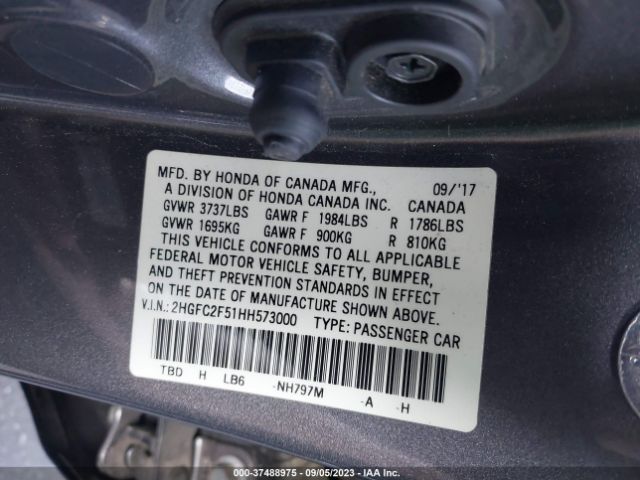 MFD. BY HONDA OF CANADA MFG., 09/'17
A DIVISION OF HONDA CANADA INC. CANADA
GVWR 3737LBS GAWR F 1984LBS R 1786LBS
GVWR 1695KG GAWR F 900KG R 810KG
THIS VEHICLE CONFORMS TO ALL APPLICABLE
FEDERAL MOTOR VEHICLE SAFETY, BUMPER,
AND THEFT PREVENTION STANDARDS IN EFFECT
ON THE DATE OF MANUFACTURE SHOWN ABOVE.
V.I.N.: 2HGFC2F51HH573000 TYPE: PASSENGER CAR
TBD H LB6 -NH797M -A -H
000-37488975 - 09/05/2023 - IAA Inc.